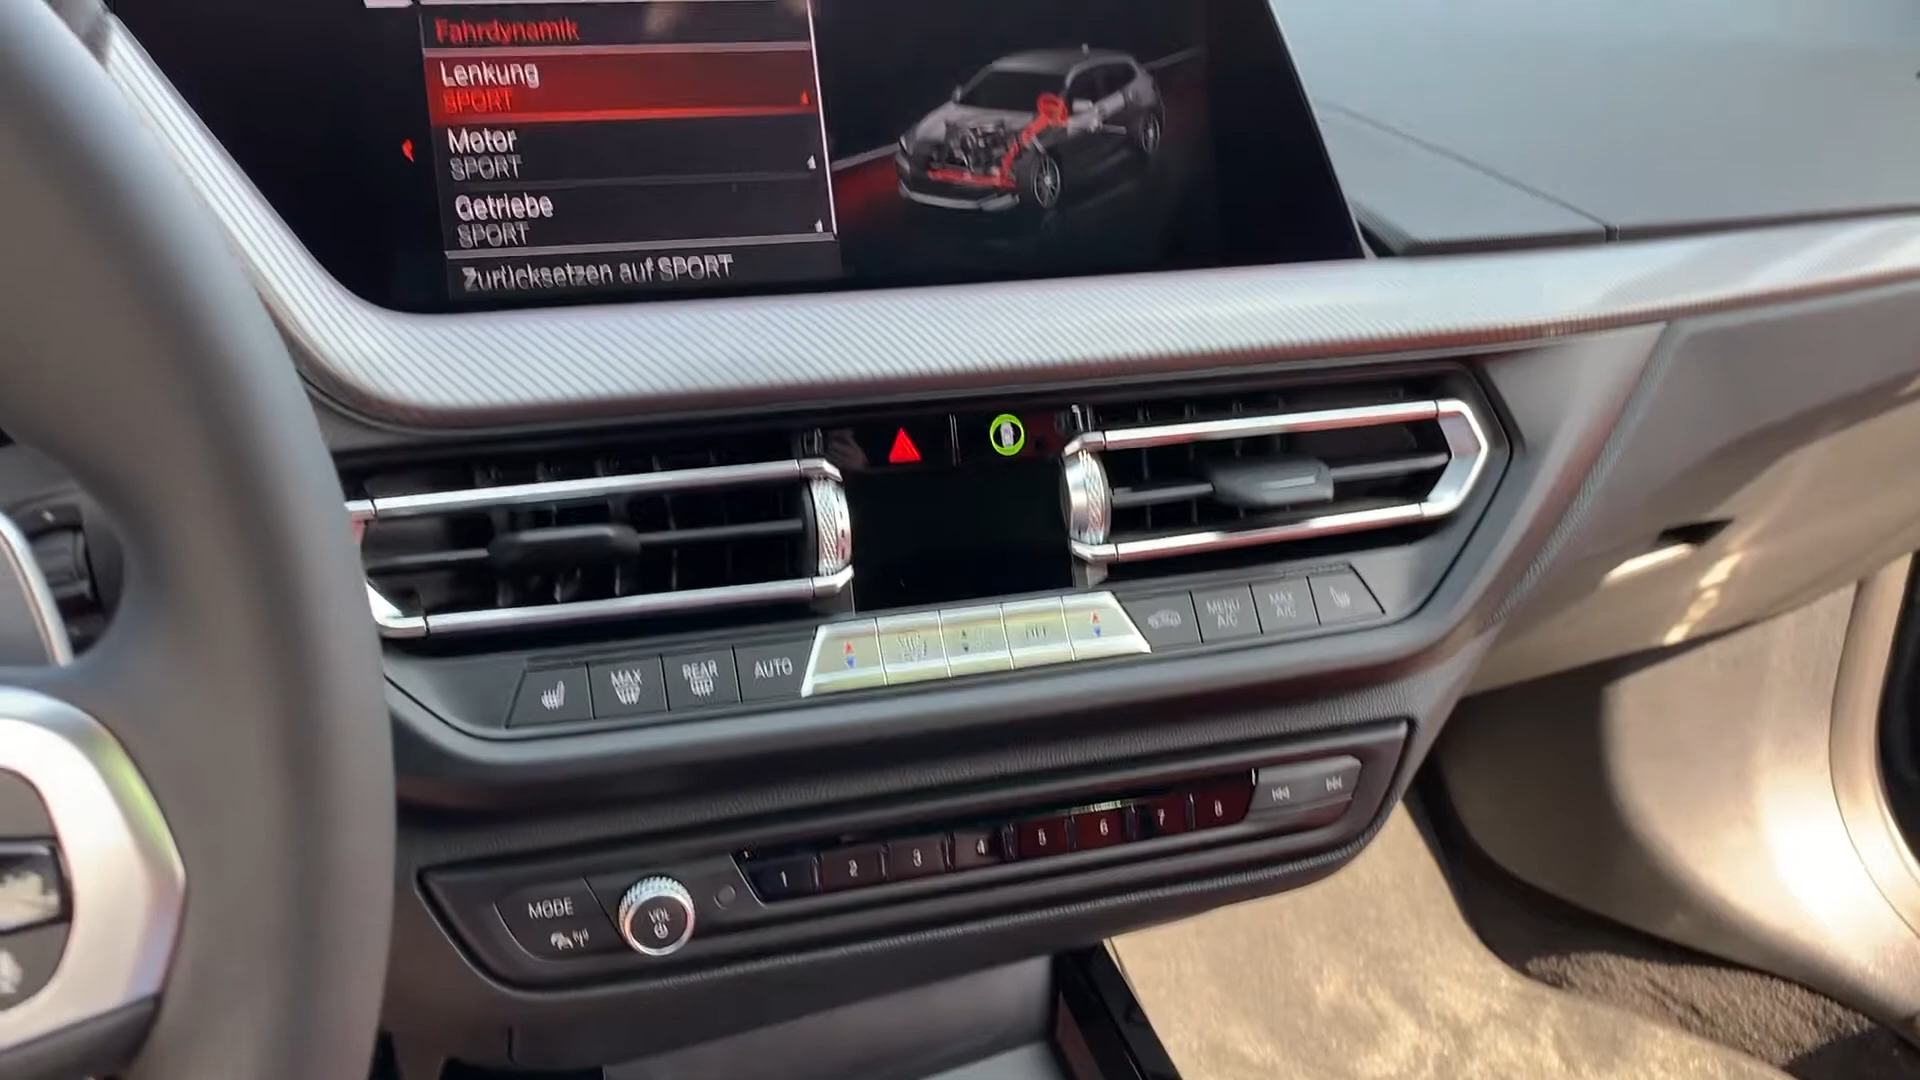 Fahrdynamik
Lenkung
SPORT
Motor
SPORT
Getriebe
SPORT
Zurücksetzen auf SPORT
MAX
REAR
AUTO
OFF
MENU
A/C
MAX
A/C
MODE
VOL
1 2 3 4 5 6 7 8